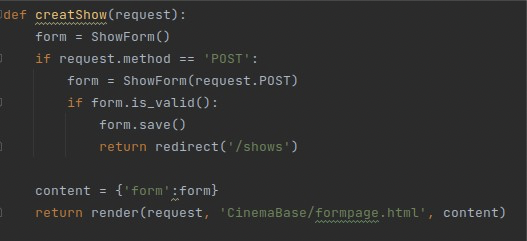 def creatShow(request):
    form = ShowForm()
    if request.method == 'POST':
        form = ShowForm(request.POST)
        if form.is_valid():
            form.save()
            return redirect('/shows')
    content = {'form':form}
    return render(request, 'CinemaBase/formpage.html', content)